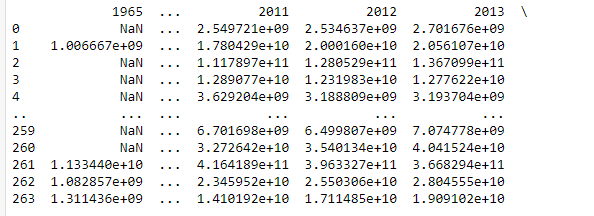 1965 ... 2011 2012 2013 \
0 NaN ... 2.549721e+09 2.534637e+09 2.701676e+09
1 1.006667e+09 ... 1.780429e+10 2.000160e+10 2.056107e+10
2 NaN ... 1.117897e+11 1.280529e+11 1.367099e+11
3 NaN ... 1.289077e+10 1.231983e+10 1.277622e+10
4 NaN ... 3.629204e+09 3.188809e+09 3.193704e+09
.. ... ... ... ... ...
259 NaN ... 6.701698e+09 6.499807e+09 7.074778e+09
260 NaN ... 3.272642e+10 3.540134e+10 4.041524e+10
261 1.133440e+10 ... 4.164189e+11 3.963327e+11 3.668294e+11
262 1.082857e+09 ... 2.345952e+10 2.550306e+10 2.804555e+10
263 1.311436e+09 ... 1.410192e+10 1.711485e+10 1.909102e+10